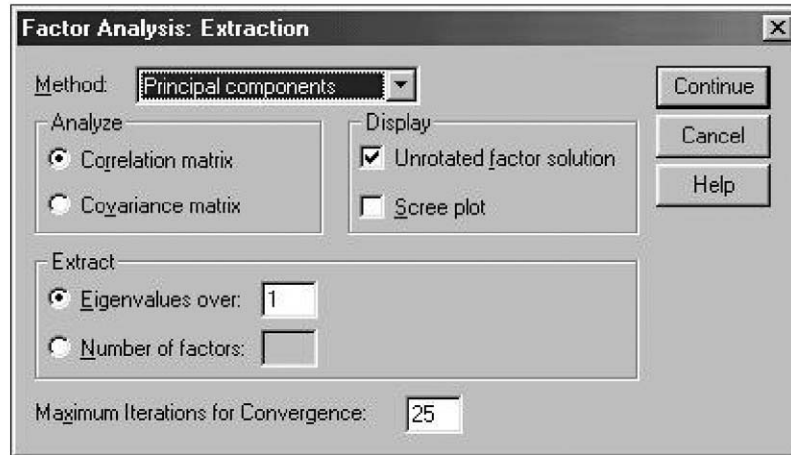 Factor Analysis: Extraction
Method: Principal components
Continue
Analyze
Display
Cancel
Correlation matrix
Unrotated factor solution
Help
Covariance matrix
Scree plot
Extract
Eigenvalues over: 1
Number of factors:
Maximum Iterations for Convergence: 25